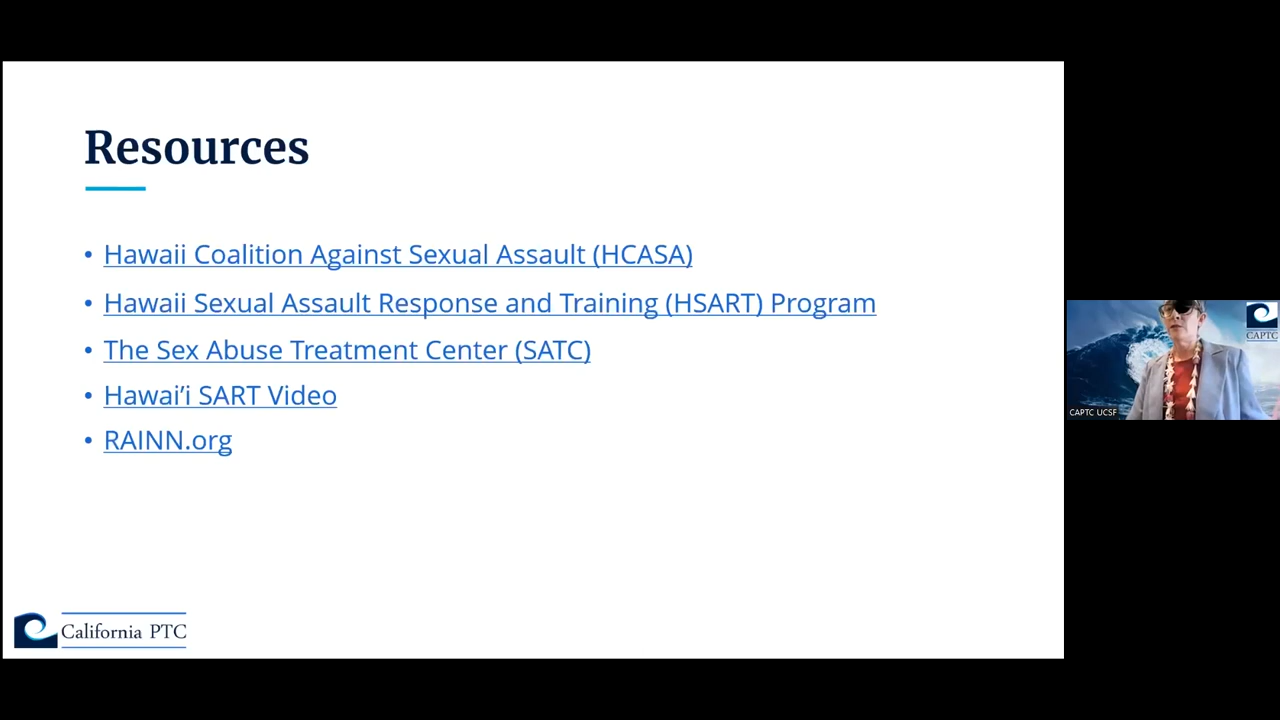 Resources
• Hawaii Coalition Against Sexual Assault (HCASA)
• Hawaii Sexual Assault Response and Training (HSART) Program
• The Sex Abuse Treatment Center (SATC)
• Hawai’i SART Video
• RAINN.org
California PTC
CAPTC
CAPTC UCSF